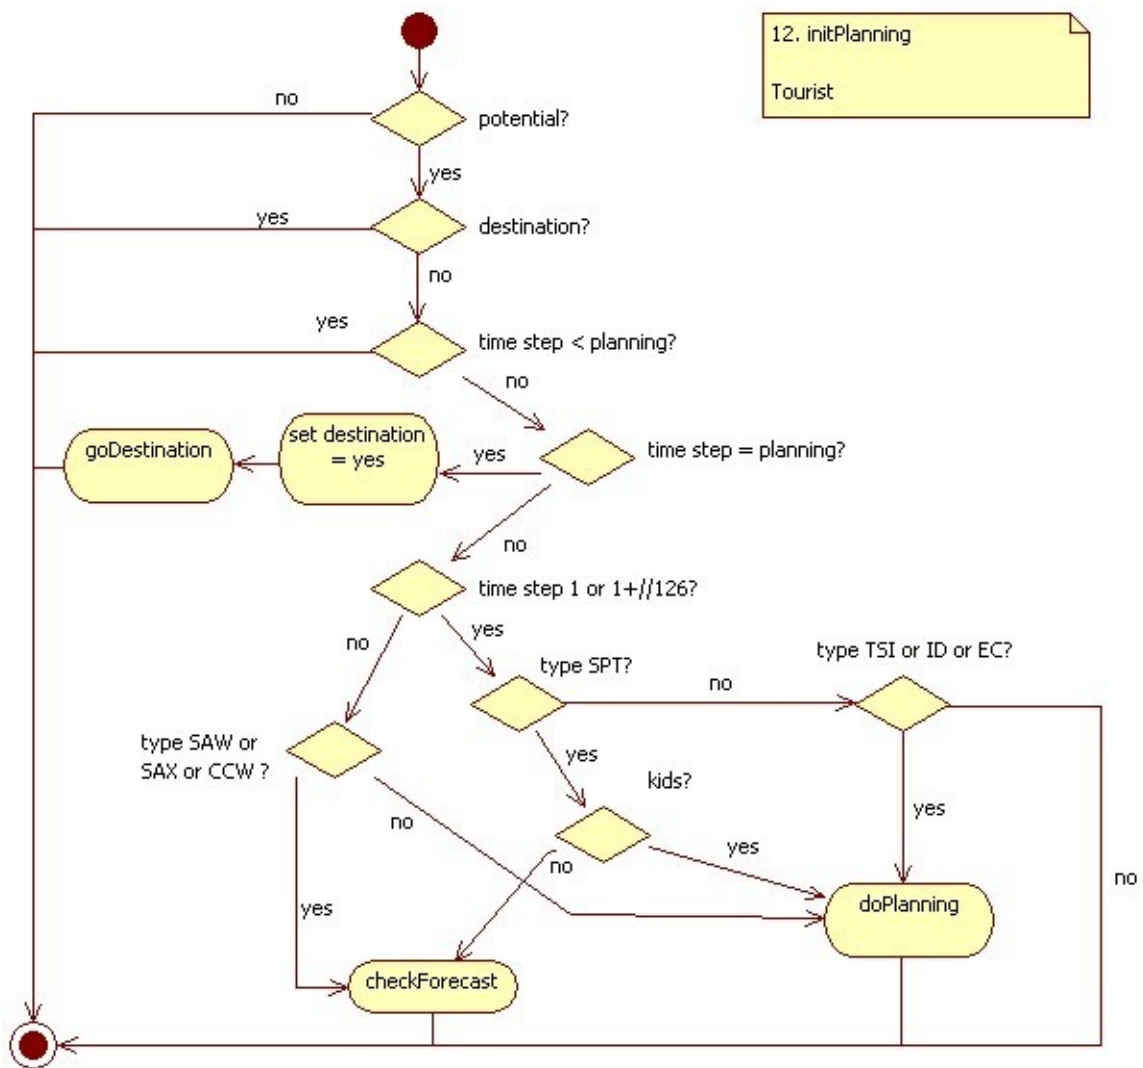 12. initPlanning
Tourist
no
potential?
yes
yes
destination?
no
yes
time step < planning?
no
set destination
= yes
goDestination
yes
time step = planning?
no
time step 1 or 1+//126?
no
yes
type SPT?
no
type TSI or ID or EC?
type SAW or
SAX or CCW ?
yes
kids?
no
no
yes
yes
no
yes
doPlanning
checkForecast